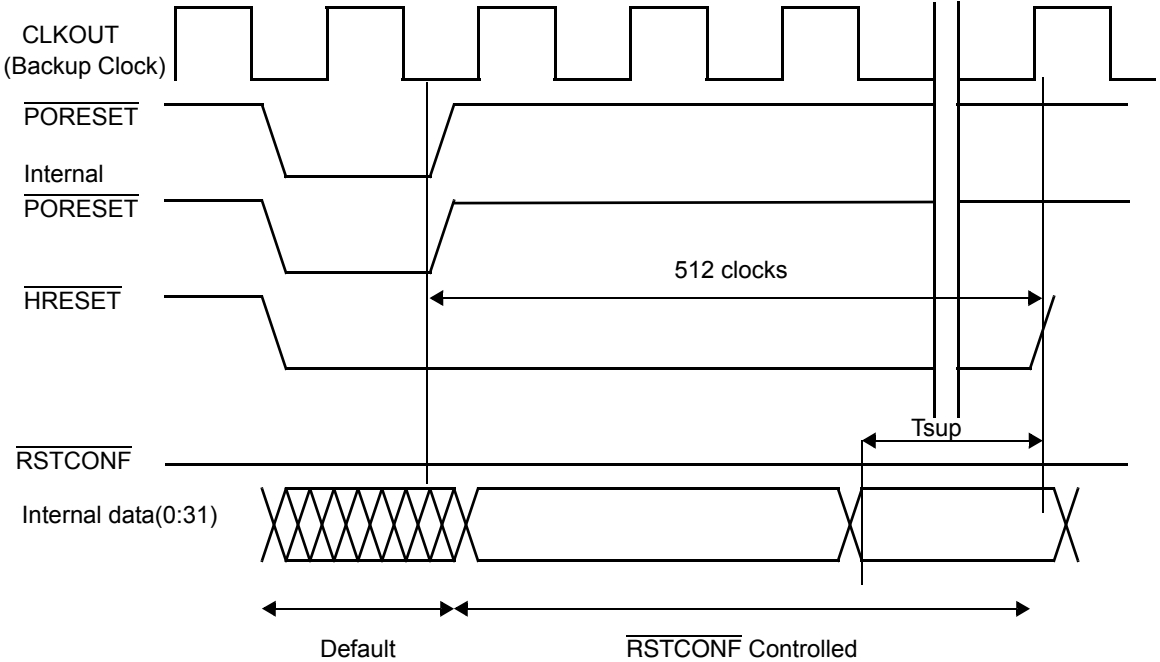 CLKOUT
(Backup Clock)
PORESET
Internal
PORESET
512 clocks
HRESET
Tsup
RSTCONF
Internal data(0:31)
Default
RSTCONF Controlled